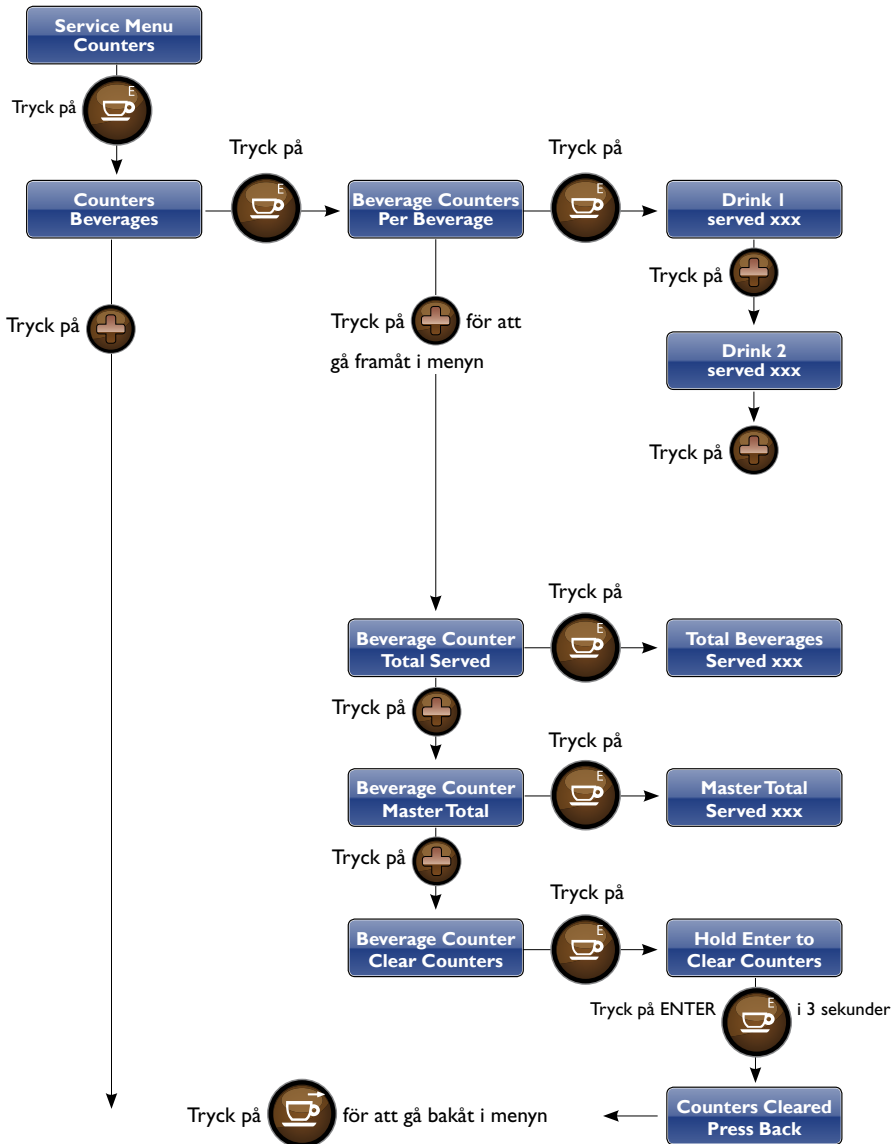 Service Menu
Counters
E
Tryck på
Tryck på
Tryck på
Counters
Beverages
E
Beverage Counters
Per Beverage
E
Drink 1
served xxx
Tryck på
Tryck på
Tryck på för att
gå framåt i menyn
Drink 2
served xxx
Tryck på
Tryck på
Beverage Counter
Total Served
E
Total Beverages
Served xxx
Tryck på
Tryck på
Beverage Counter
Master Total
E
Master Total
Served xxx
Tryck på
Tryck på
Beverage Counter
Clear Counters
E
Hold Enter to
Clear Counters
Tryck på ENTER E i 3 sekunder
Tryck på för att gå bakåt i menyn
Counters Cleared
Press Back